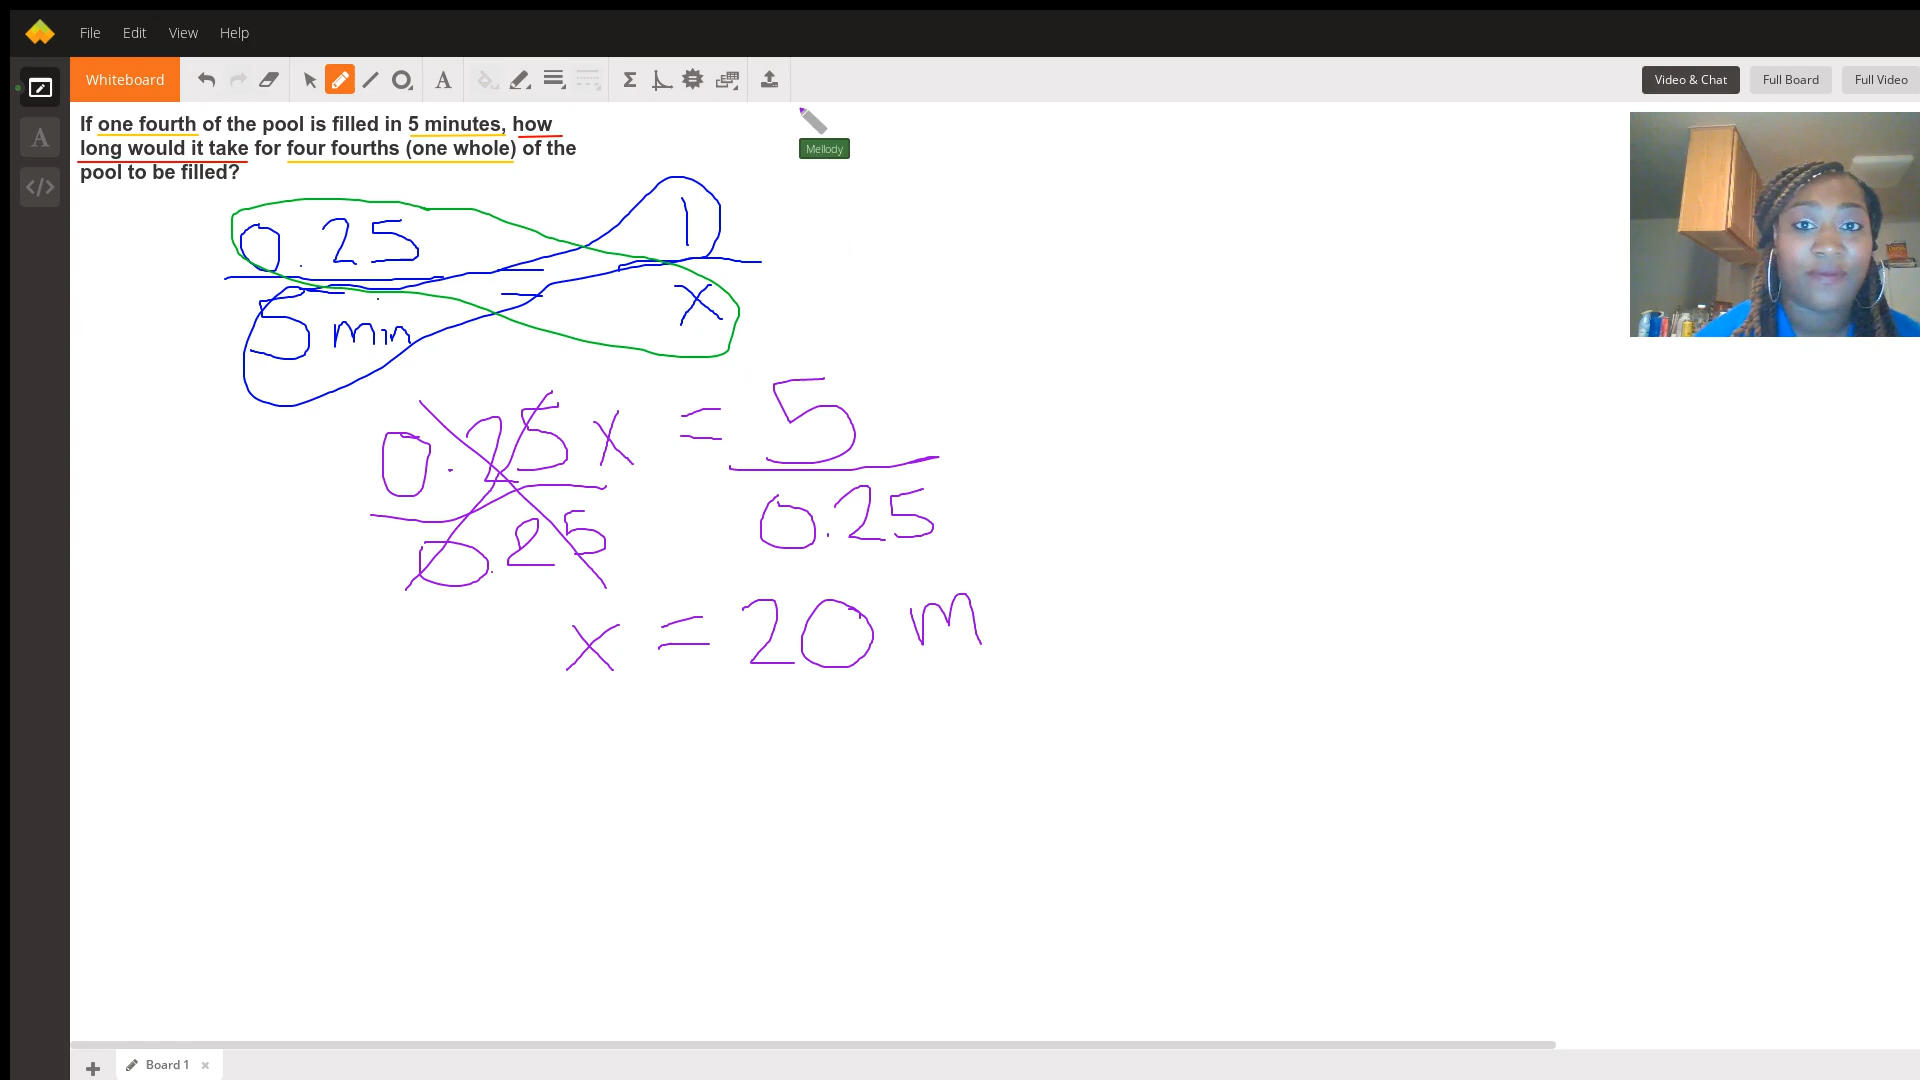 File Edit View Help
Whiteboard A Σ Video & Chat Full Board Full Video
A
</>
If one fourth of the pool is filled in 5 minutes, how
long would it take for four fourths (one whole) of the
pool to be filled?
Mellody
0.25 = 1
5 min x
0.25x = 5
0.25 0.25
x = 20 m
+ Board 1 ×